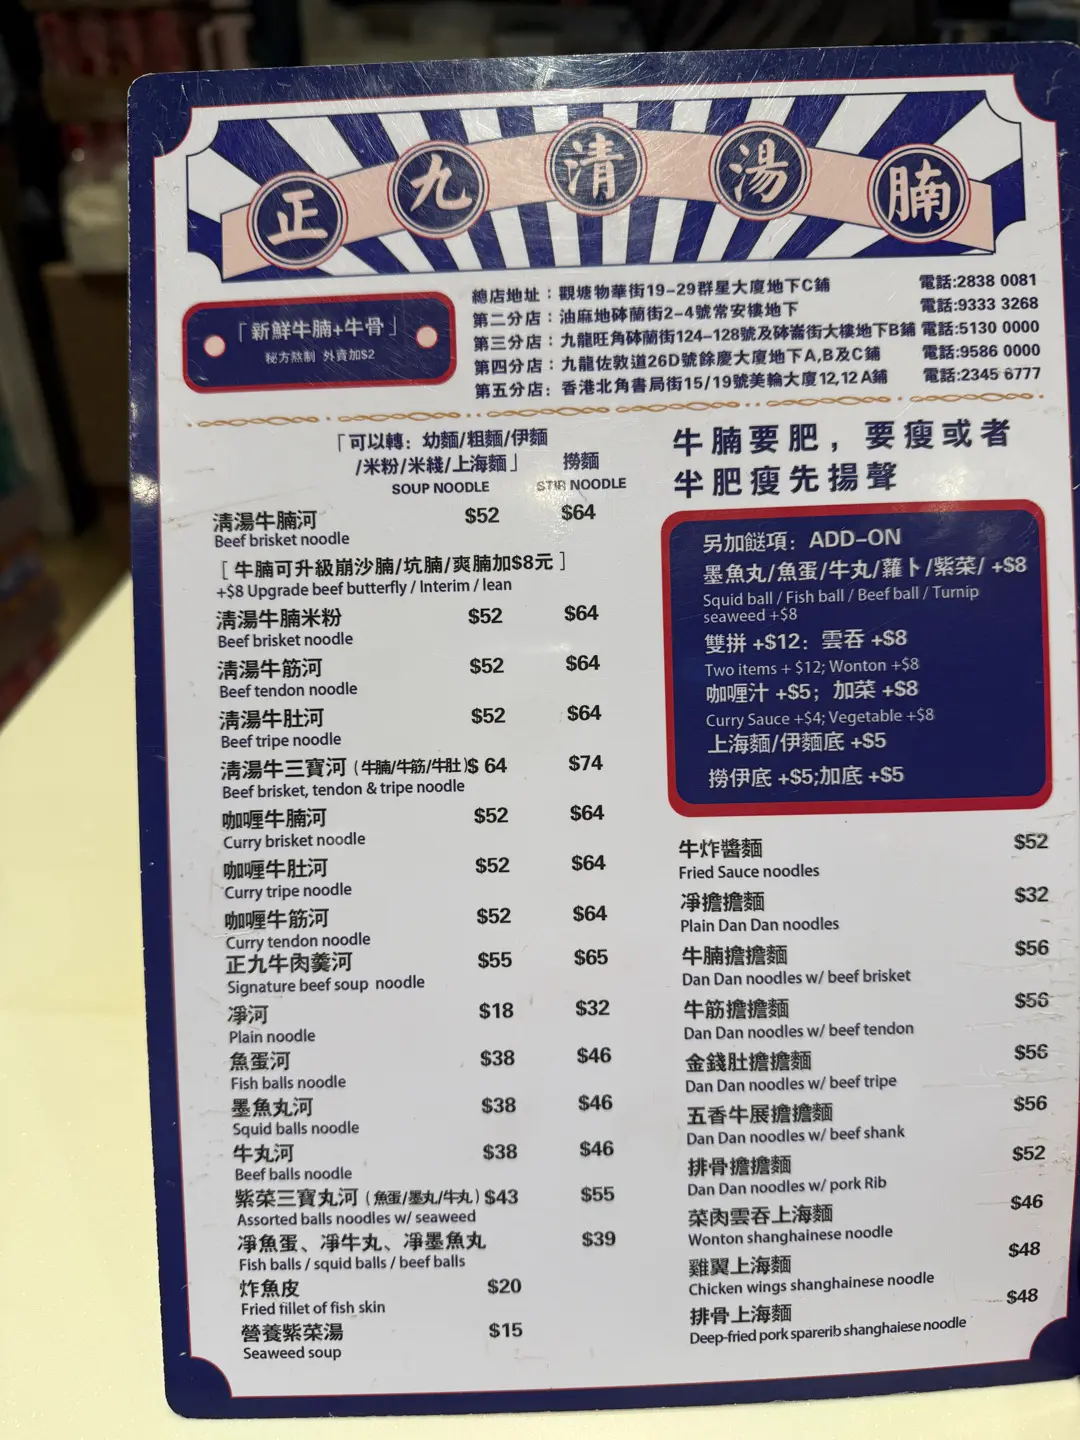 正九清湯腩
「新鮮牛腩+牛骨」
秘方熬制 外賣加$2
總店地址：觀塘物華街19-29群星大廈地下C鋪 電話:2838 0081
第二分店：油麻地砵蘭街2-4號常安樓地下 電話:9333 3268
第三分店：九龍旺角砵蘭街124-128號及砵崙街大樓地下B鋪 電話:5130 0000
第四分店：九龍佐敦道26D號餘慶大廈地下A,B及C鋪 電話:9586 0000
第五分店：香港北角書局街15/19號美輪大廈12,12A鋪 電話:2345 6777
「可以轉：幼麵/粗麵/伊麵
/米粉/米綫/上海麵」 撈麵
SOUP NOODLE STIR NOODLE
清湯牛腩河 $52 $64
Beef brisket noodle
[ 牛腩可升級崩沙腩/坑腩/爽腩加$8元 ]
+$8 Upgrade beef butterfly / Interim / lean
清湯牛腩米粉 $52 $64
Beef brisket noodle
清湯牛筋河 $52 $64
Beef tendon noodle
清湯牛肚河 $52 $64
Beef tripe noodle
清湯牛三寶河（牛腩/牛筋/牛肚）$ 64 $74
Beef brisket, tendon & tripe noodle
咖喱牛腩河 $52 $64
Curry brisket noodle
咖喱牛肚河 $52 $64
Curry tripe noodle
咖喱牛筋河 $52 $64
Curry tendon noodle
正九牛肉羹河 $55 $65
Signature beef soup noodle
凈河 $18 $32
Plain noodle
魚蛋河 $38 $46
Fish balls noodle
墨魚丸河 $38 $46
Squid balls noodle
牛丸河 $38 $46
Beef balls noodle
紫菜三寶丸河（魚蛋/墨丸/牛丸）$43 $55
Assorted balls noodles w/ seaweed
凈魚蛋、凈牛丸、凈墨魚丸 $39
Fish balls / squid balls / beef balls
炸魚皮 $20
Fried fillet of fish skin
營養紫菜湯 $15
Seaweed soup
牛腩要肥，要瘦或者
半肥瘦先揚聲
另加餸項：ADD-ON
墨魚丸/魚蛋/牛丸/蘿卜/紫菜/ +$8
Squid ball / Fish ball / Beef ball / Turnip
seaweed +$8
雙拼 +$12：雲吞 +$8
Two items + $12; Wonton +$8
咖喱汁 +$5；加菜 +$8
Curry Sauce +$4; Vegetable +$8
上海麵/伊麵底 +$5
撈伊底 +$5;加底 +$5
牛炸醬麵 $52
Fried Sauce noodles
凈擔擔麵 $32
Plain Dan Dan noodles
牛腩擔擔麵 $56
Dan Dan noodles w/ beef brisket
牛筋擔擔麵 $56
Dan Dan noodles w/ beef tendon
金錢肚擔擔麵 $56
Dan Dan noodles w/ beef tripe
五香牛展擔擔麵 $56
Dan Dan noodles w/ beef shank
排骨擔擔麵 $52
Dan Dan noodles w/ pork Rib
菜肉雲吞上海麵 $46
Wonton shanghainese noodle
雞翼上海麵 $48
Chicken wings shanghainese noodle
排骨上海麵 $48
Deep-fried pork sparerib shanghaiese noodle